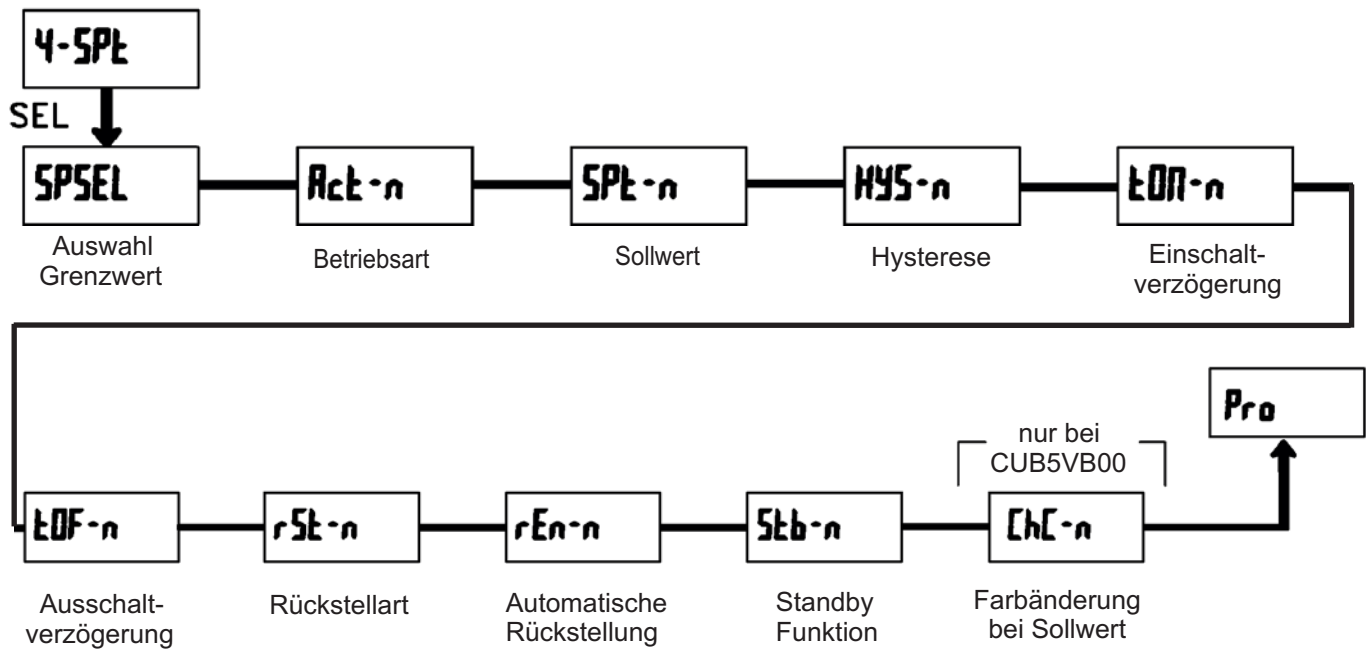 4-SPt
SEL
SPSEL
Act-n
SPt-n
HYS-n
tON-n
Auswahl
Grenzwert
Betriebsart
Sollwert
Hysterese
Einschalt-
verzögerung
Pro
nur bei
CUB5VB00
tOF-n
rSt-n
rEn-n
Stb-n
ChC-n
Ausschalt-
verzögerung
Rückstellart
Automatische
Rückstellung
Standby
Funktion
Farbänderung
bei Sollwert